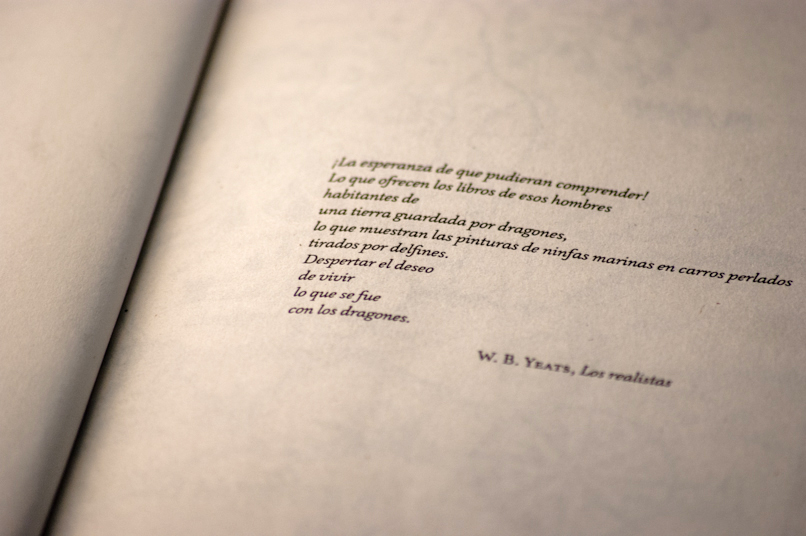 ¡La esperanza de que pudieran comprender!
Lo que ofrecen los libros de esos hombres
habitantes de
una tierra guardada por dragones,
lo que muestran las pinturas de ninfas marinas en carros perlados
tirados por delfines.
Despertar el deseo
de vivir
lo que se fue
con los dragones.
W. B. YEATS, Los realistas